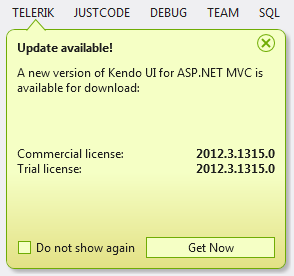 TELERIK JUSTCODE DEBUG TEAM SQL
Update available!
A new version of Kendo UI for ASP.NET MVC is
available for download:
Commercial license: 2012.3.1315.0
Trial license: 2012.3.1315.0
Do not show again Get Now